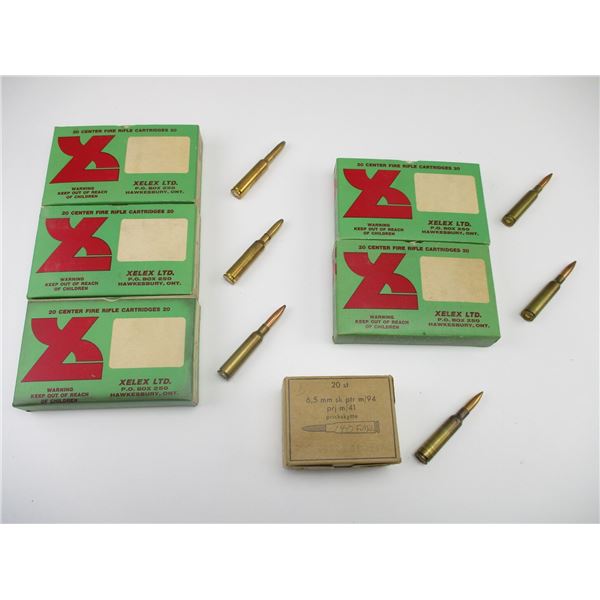 20 CENTER FIRE RIFLE CARTRIDGES 20
WARNING
KEEP OUT OF REACH
OF CHILDREN
XELEX LTD.
P.O. BOX 250
HAWKESBURY, ONT.
20 CENTER FIRE RIFLE CARTRIDGES 20
WARNING
KEEP OUT OF REACH
OF CHILDREN
XELEX LTD.
P.O. BOX 250
HAWKESBURY, ONT.
20 CENTER FIRE RIFLE CARTRIDGES 20
WARNING
KEEP OUT OF REACH
OF CHILDREN
XELEX LTD.
P.O. BOX 250
HAWKESBURY, ONT.
20 CENTER FIRE RIFLE CARTRIDGES 20
WARNING
KEEP OUT OF REACH
OF CHILDREN
XELEX LTD.
P.O. BOX 250
HAWKESBURY, ONT.
20 CENTER FIRE RIFLE CARTRIDGES 20
WARNING
KEEP OUT OF REACH
OF CHILDREN
XELEX LTD.
P.O. BOX 250
HAWKESBURY, ONT.
20 st
6,5 mm sk ptr m/94
prj m/41
prickskytte